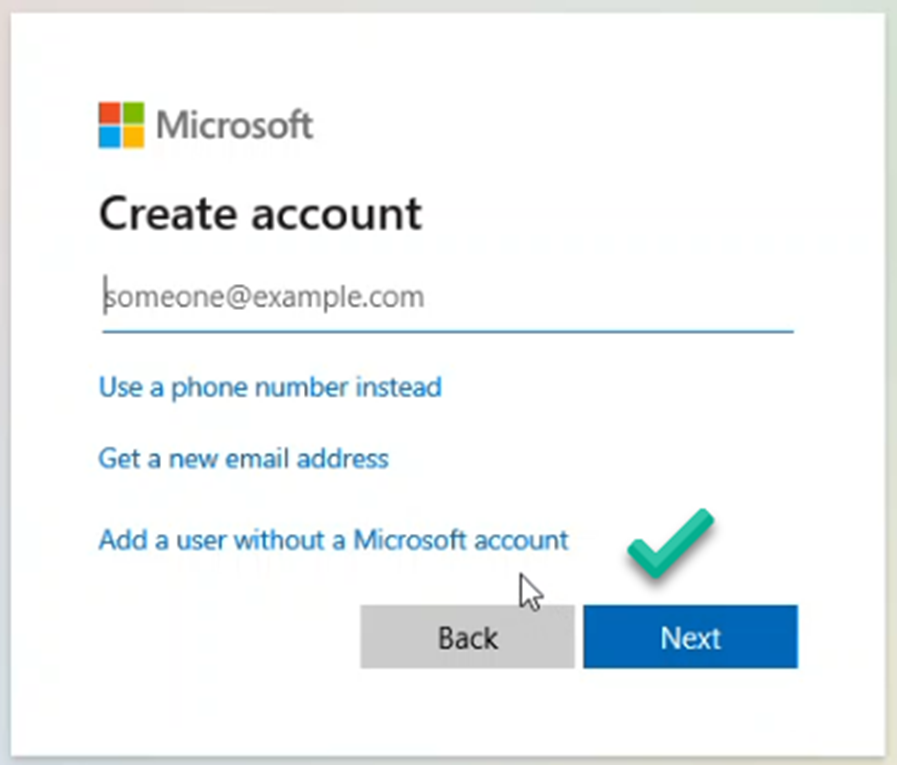 Microsoft
Create account
someone@example.com
Use a phone number instead
Get a new email address
Add a user without a Microsoft account
Back
Next